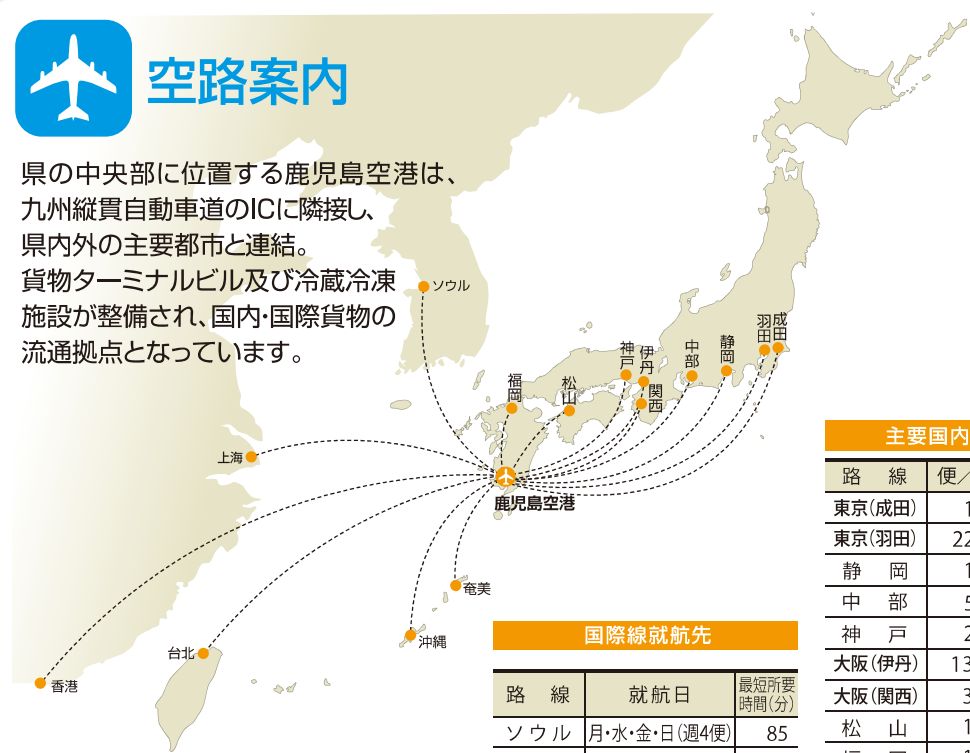 空路案内
県の中央部に位置する鹿児島空港は、
九州縦貫自動車道のICに隣接し、
県内外の主要都市と連結。
貨物ターミナルビル及び冷蔵冷凍
施設が整備され、国内・国際貨物の
流通拠点となっています。
ソウル
上海
香港
台北
沖縄
奄美
鹿児島空港
福岡
松山
神戸
伊丹
関西
中部
静岡
羽田
成田
国際線就航先
路 線 就航日 最短所要時間(分)
ソウル 月・水・金・日(週4便) 85
主要国内
路 線 便/
東京(成田) 1
東京(羽田) 22
静 岡 1
中 部 5
神 戸 2
大阪(伊丹) 13
大阪(関西) 3
松 山 1